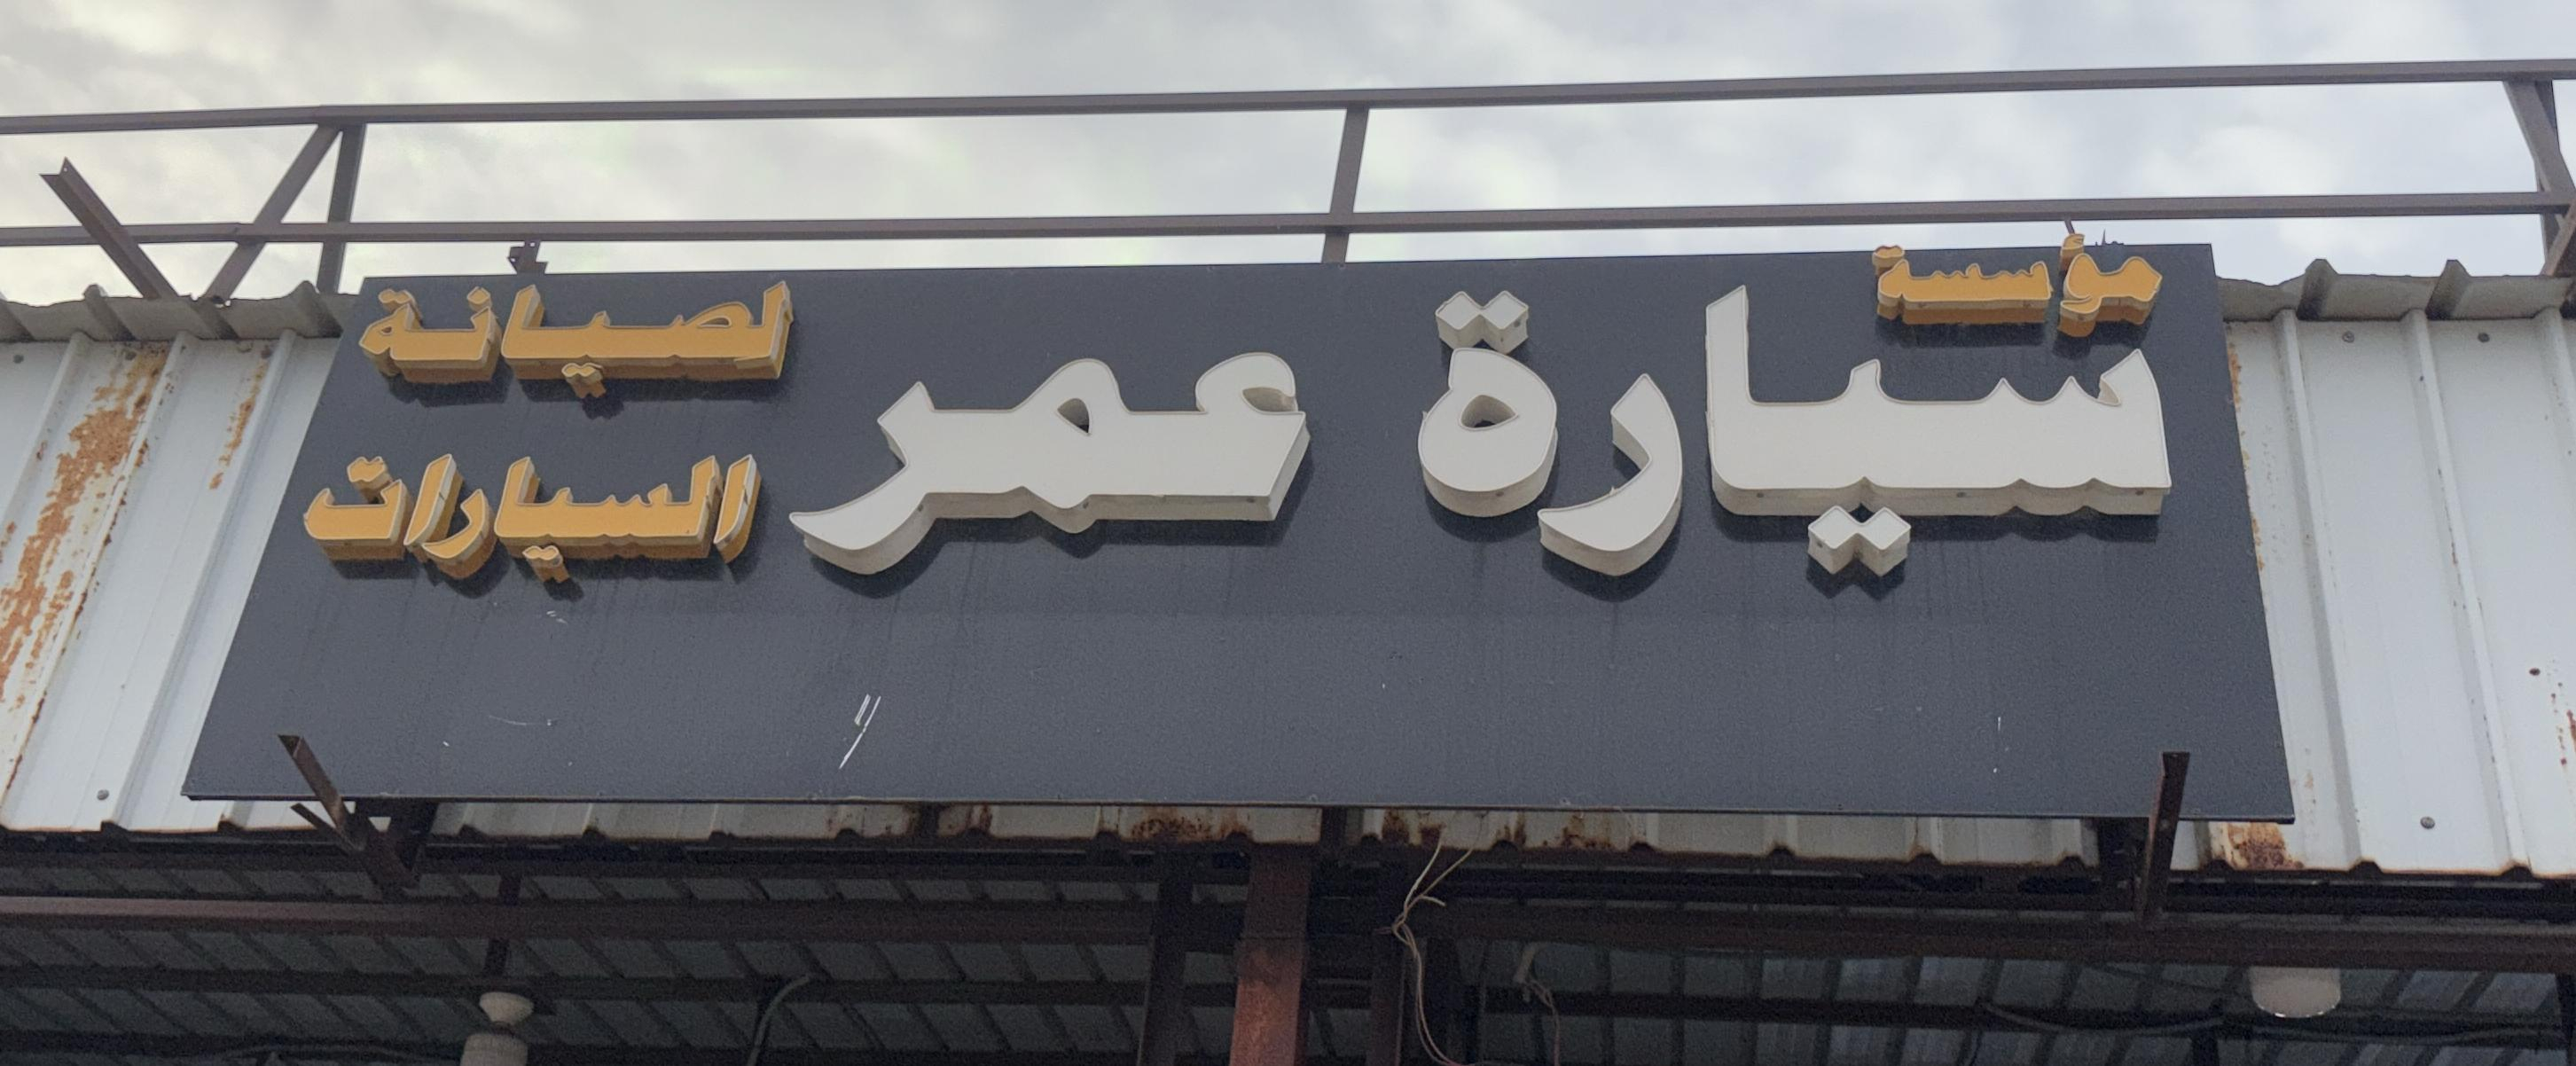 مؤسسة
سيارة عمر
لصيانة
السيارات